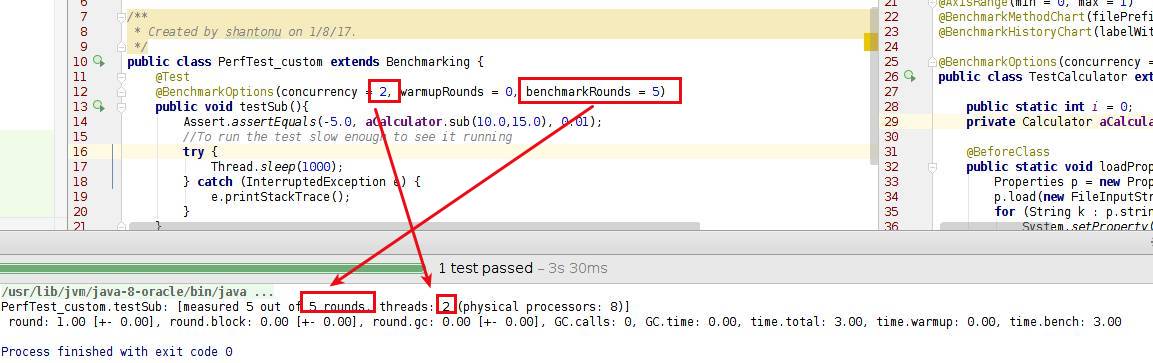 6
7 /**
8 * Created by shantonu on 1/8/17.
9 */
10 public class PerfTest_custom extends Benchmarking {
11 @Test
12 @BenchmarkOptions(concurrency = 2, warmupRounds = 0, benchmarkRounds = 5)
13 public void testSub(){
14 Assert.assertEquals(-5.0, aCalculator.sub(10.0,15.0), 0.01);
15 //To run the test slow enough to see it running
16 try {
17 Thread.sleep(1000);
18 } catch (InterruptedException e) {
19 e.printStackTrace();
20 }
21 }
21 @AxisRange(min = 0, max = 1)
22 @BenchmarkMethodChart(filePrefi
23 @BenchmarkHistoryChart(labelWit
24
25 @BenchmarkOptions(concurrency =
26 public class TestCalculator ext
27
28 public static int i = 0;
29 private Calculator aCalcula
30
31 @BeforeClass
32 public static void loadProp
33 Properties p = new Prop
34 p.load(new FileInputStr
35 for (String k : p.strin
36 System.setProperty(
1 test passed – 3s 30ms
/usr/lib/jvm/java-8-oracle/bin/java ...
PerfTest_custom.testSub: [measured 5 out of 5 rounds, threads: 2 (physical processors: 8)]
round: 1.00 [+- 0.00], round.block: 0.00 [+- 0.00], round.gc: 0.00 [+- 0.00], GC.calls: 0, GC.time: 0.00, time.total: 3.00, time.warmup: 0.00, time.bench: 3.00
Process finished with exit code 0